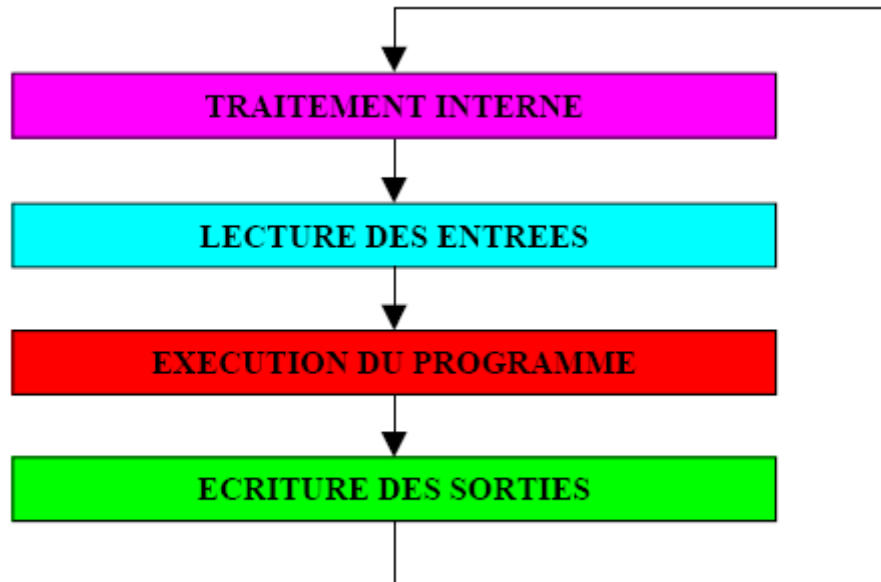 TRAITEMENT INTERNE
LECTURE DES ENTREES
EXECUTION DU PROGRAMME
ECRITURE DES SORTIES